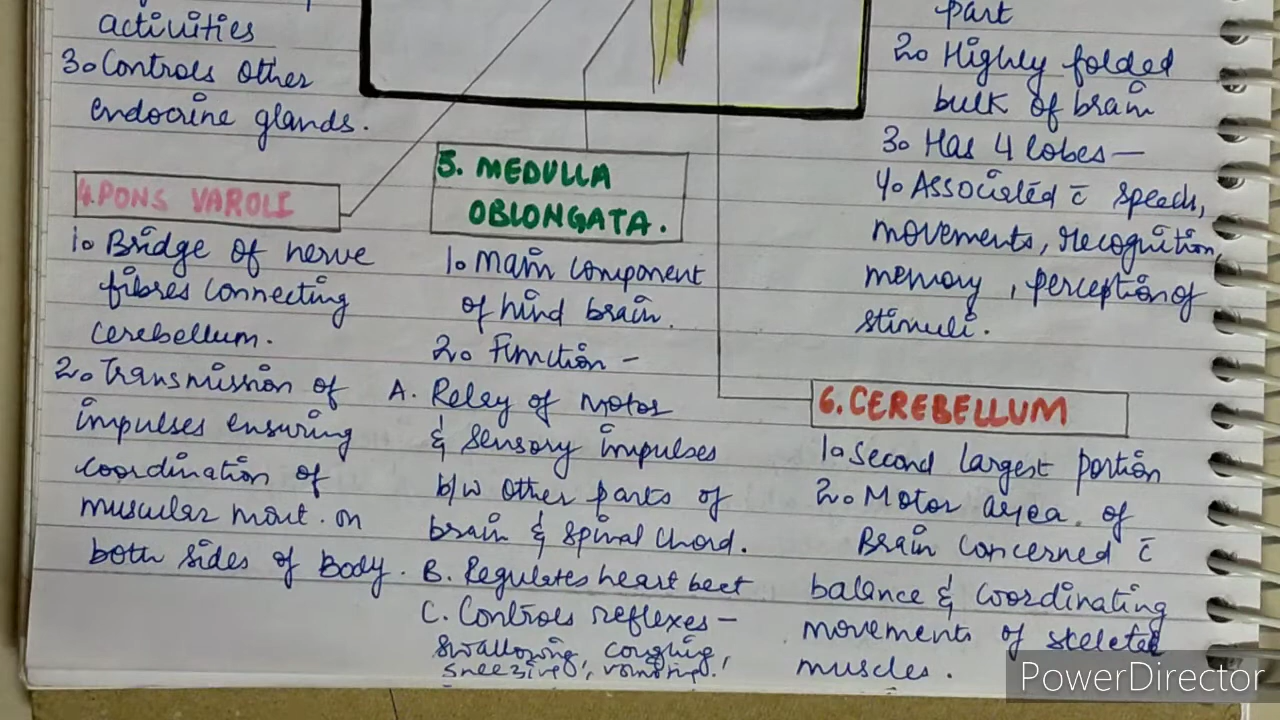 activities
3. Controls other
endocrine glands.
4. PONS VAROLI
1. Bridge of nerve
fibres connecting
cerebellum.
2. Transmission of
impulses ensuring
coordination of
muscular movt. on
both sides of Body.
5. MEDULLA
OBLONGATA.
1. Main component
of hind brain.
2. Function -
A. Relay of Motor
& sensory impulses
b/w other parts of
brain & spinal chord.
B. Regulates heart beat
C. Controls reflexes -
swallowing, coughing,
sneezing, vomiting.
part
2. Highly folded
bulk of brain
3. Has 4 lobes -
4. Associated c̄ speech,
movements, recognition,
memory, perception of
stimuli.
6. CEREBELLUM
1. Second largest portion
2. Motor area of
Brain concerned c̄
balance & coordinating
movements of skeletal
muscles.
PowerDirector